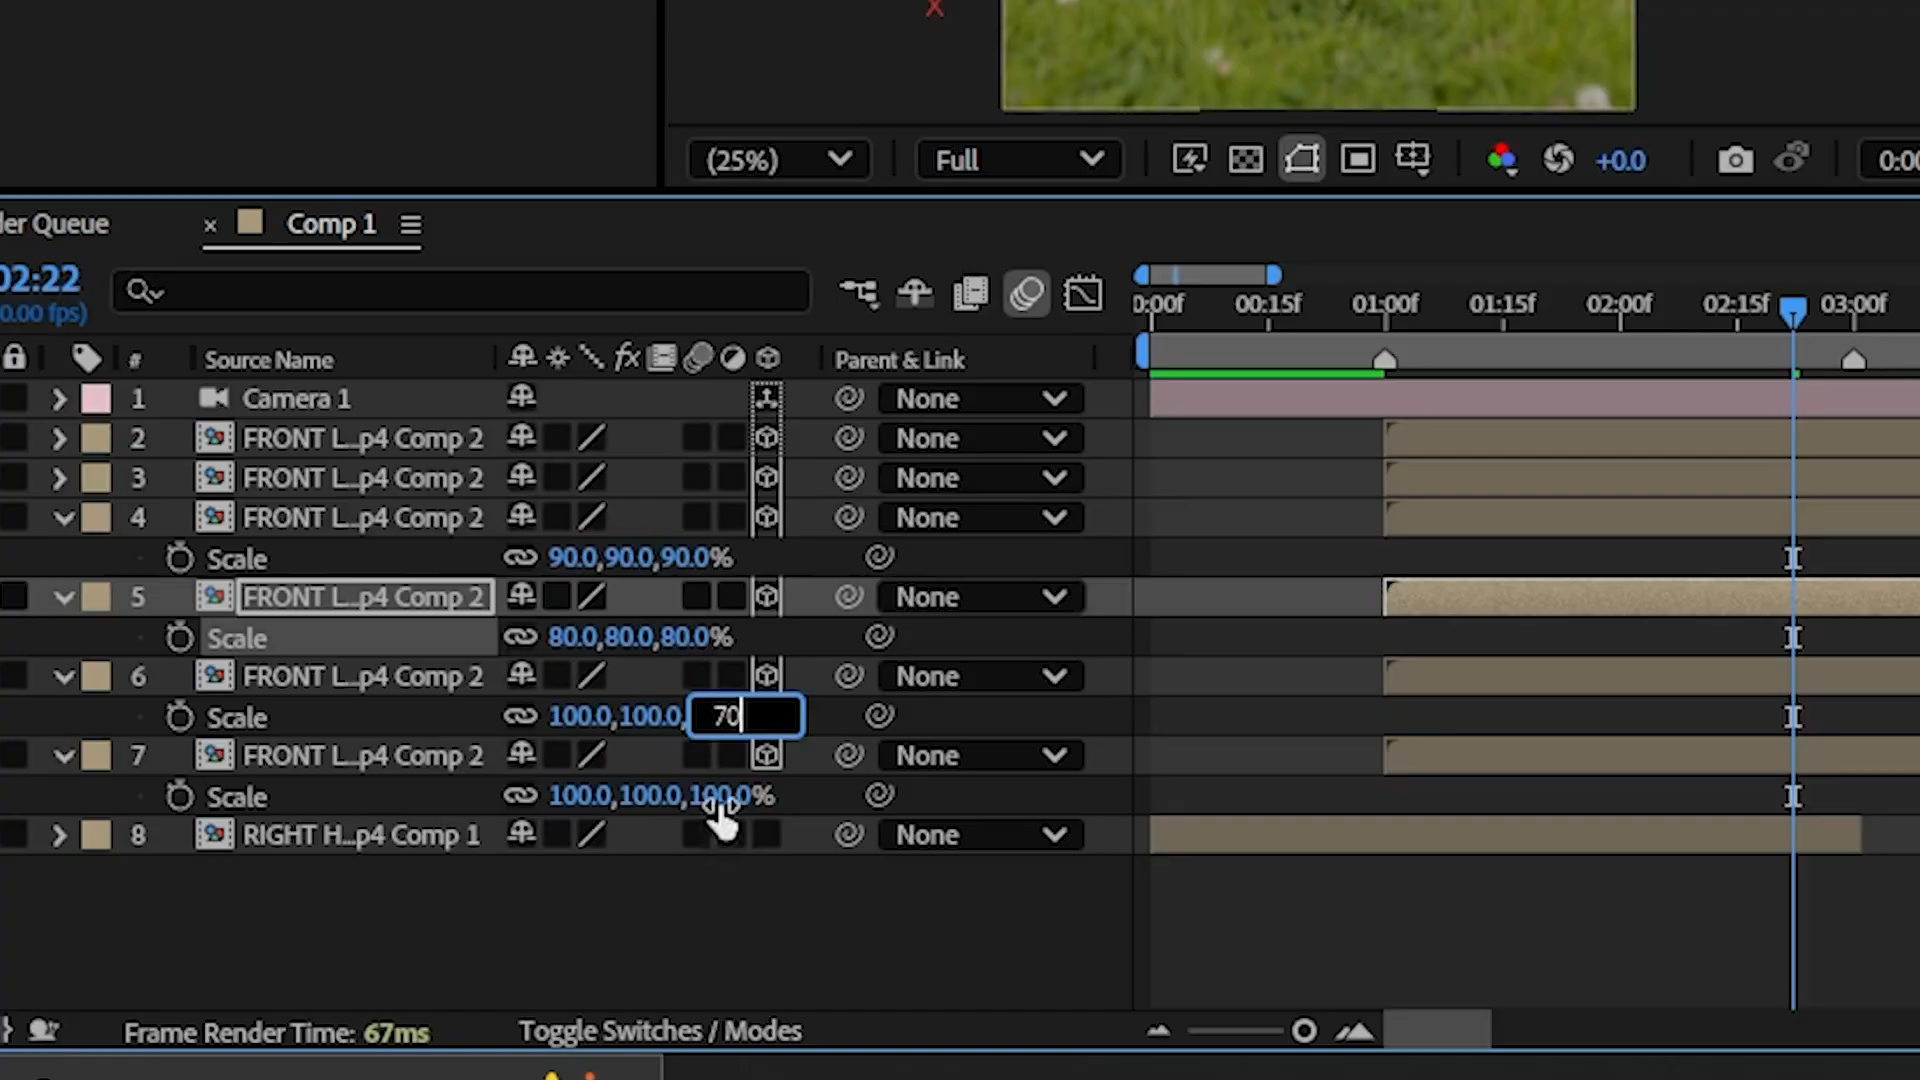 (25%) Full +0.0 0:00
er Queue × Comp 1
02:22
0.00 fps)
0:00f 00:15f 01:00f 01:15f 02:00f 02:15f 03:00f
# Source Name fx Parent & Link
1 Camera 1 None
2 FRONT L...p4 Comp 2 None
3 FRONT L...p4 Comp 2 None
4 FRONT L...p4 Comp 2 None
Scale 90.0,90.0,90.0%
5 FRONT L...p4 Comp 2 None
Scale 80.0,80.0,80.0%
6 FRONT L...p4 Comp 2 None
Scale 100.0,100.0, 70
7 FRONT L...p4 Comp 2 None
Scale 100.0,100.0,100.0%
8 RIGHT H...p4 Comp 1 None
Frame Render Time: 67ms Toggle Switches / Modes